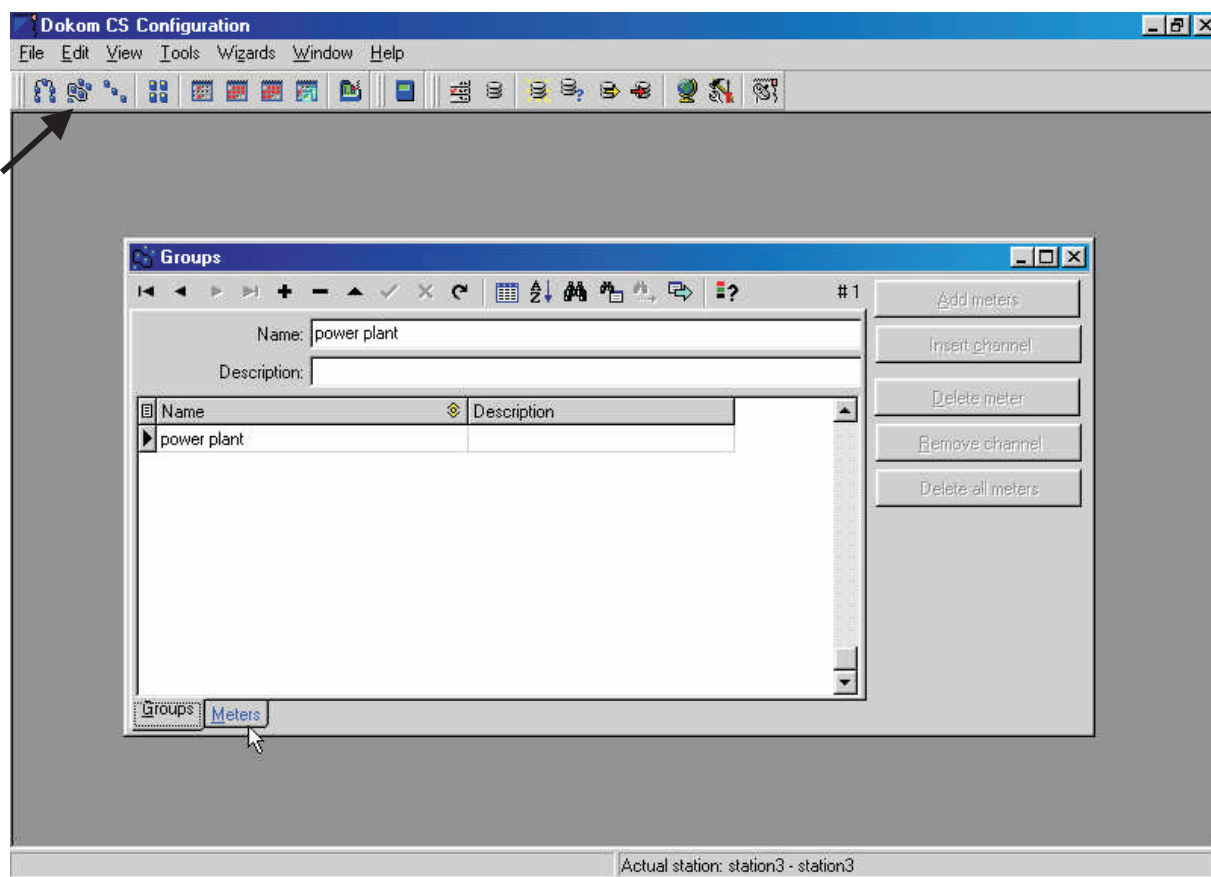 Dokom CS Configuration
File Edit View Tools Wizards Window Help
Groups
#1
Name: power plant
Description:
Name Description
power plant
Add meters
Insert channel
Delete meter
Remove channel
Delete all meters
Groups Meters
Actual station: station3 - station3